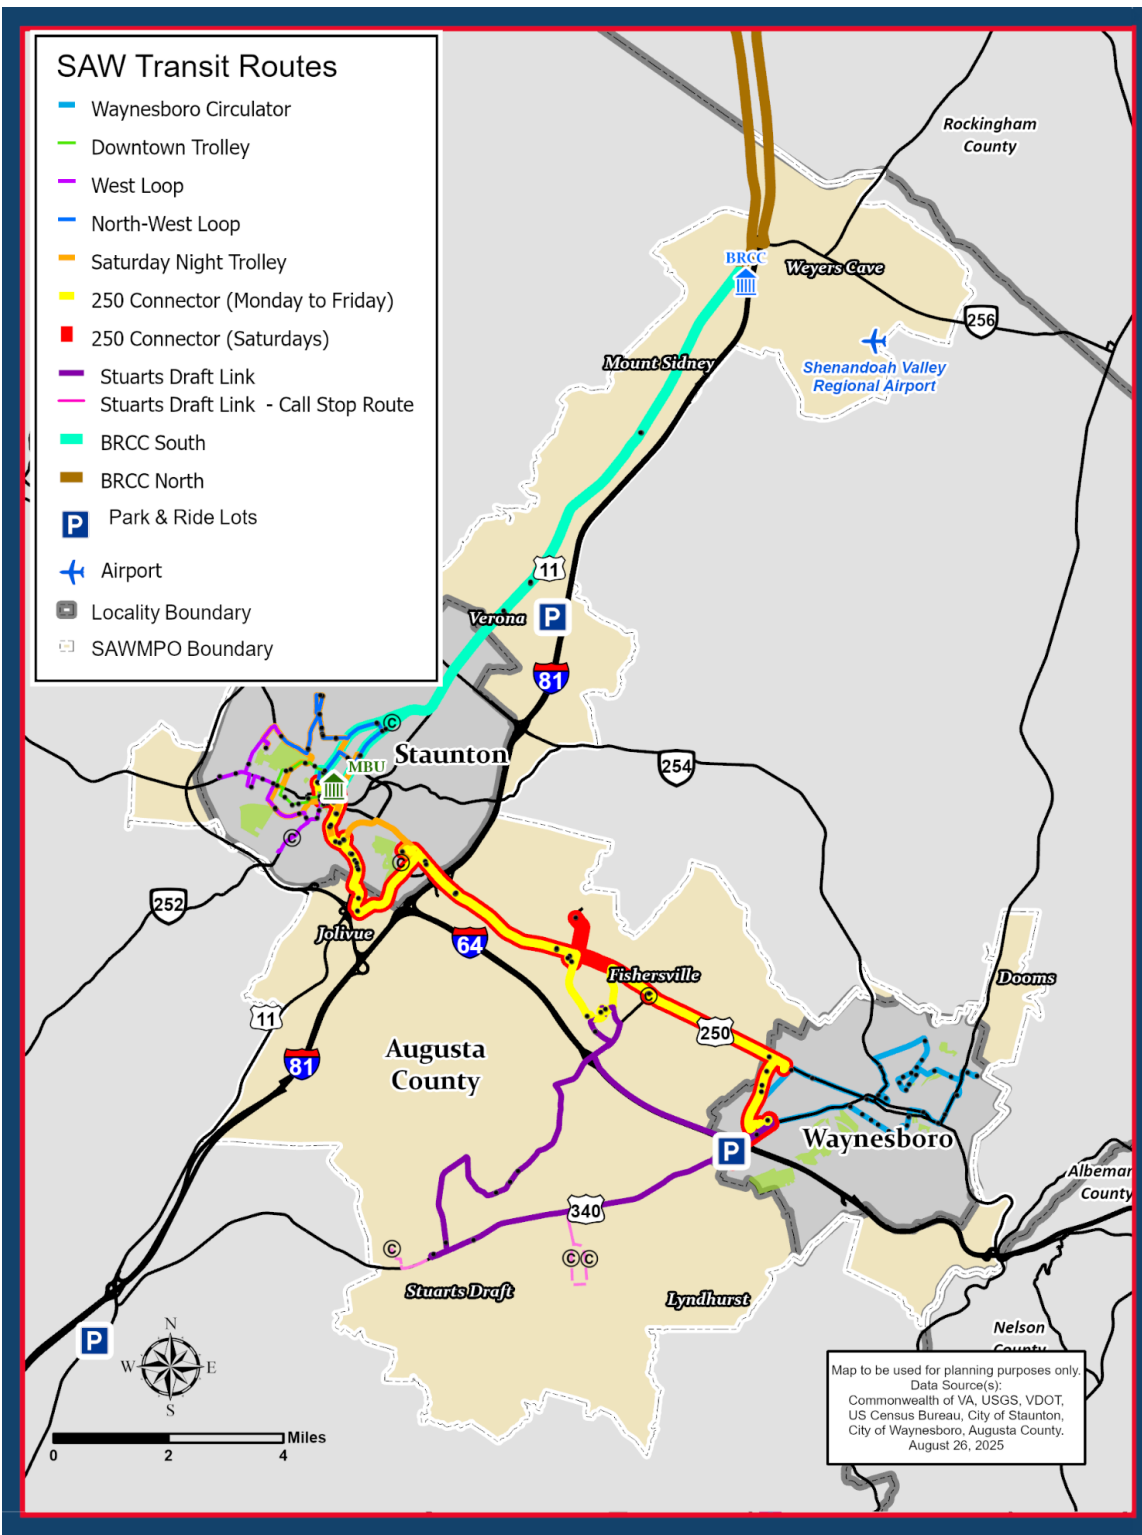 SAW Transit Routes
Waynesboro Circulator
Downtown Trolley
West Loop
North-West Loop
Saturday Night Trolley
250 Connector (Monday to Friday)
250 Connector (Saturdays)
Stuarts Draft Link
Stuarts Draft Link - Call Stop Route
BRCC South
BRCC North
P Park & Ride Lots
Airport
Locality Boundary
SAWMPO Boundary
Rockingham
County
BRCC
Weyers Cave
256
Mount Sidney
Shenandoah Valley
Regional Airport
11
Verona
P
81
C
Staunton
MBU
254
C
C
252
Jolivue
64
Fishersville
C
Dooms
11
250
81
Augusta
County
Waynesboro
P
Albemar
County
340
C
C C
Stuarts Draft
Lyndhurst
P
Nelson
County
N
W E
S
Miles
0 2 4
Map to be used for planning purposes only.
Data Source(s):
Commonwealth of VA, USGS, VDOT,
US Census Bureau, City of Staunton,
City of Waynesboro, Augusta County.
August 26, 2025